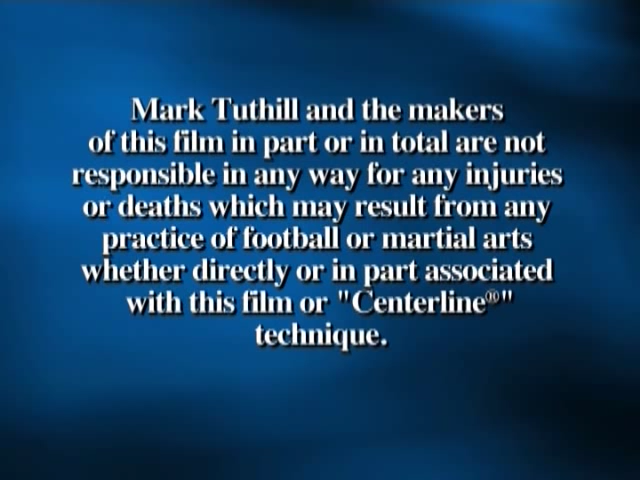 Mark Tuthill and the makers
of this film in part or in total are not
responsible in any way for any injuries
or deaths which may result from any
practice of football or martial arts
whether directly or in part associated
with this film or "Centerline®"
technique.